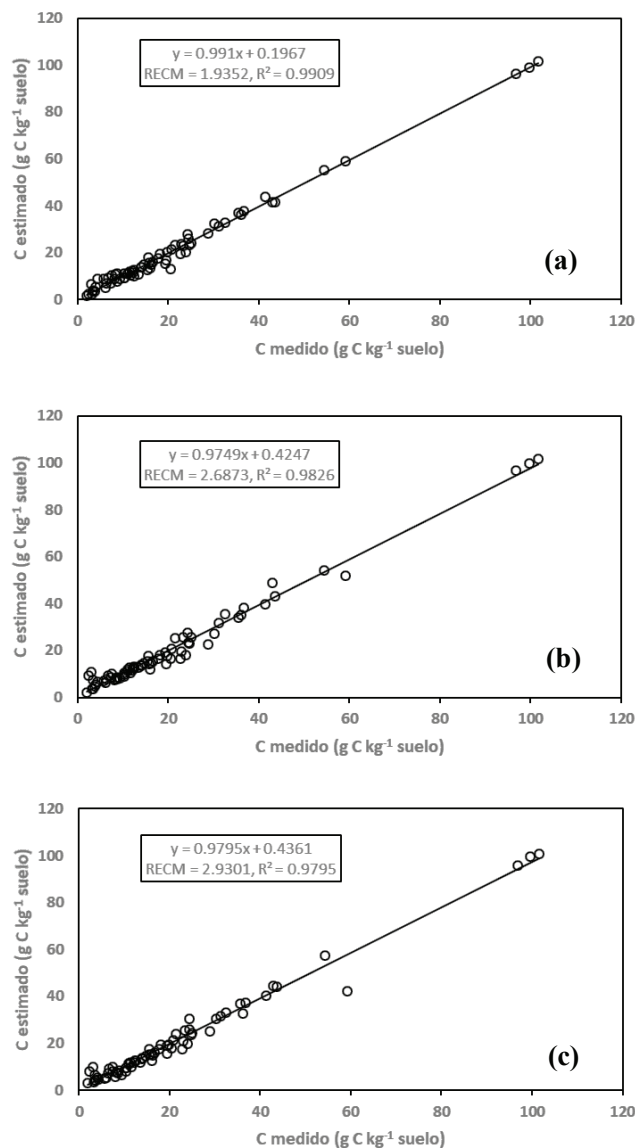 120
100
80
60
40
20
0
C estimado (g C kg⁻¹ suelo)
y = 0.991x + 0.1967
RECM = 1.9352, R² = 0.9909
(a)
0 20 40 60 80 100 120
C medido (g C kg⁻¹ suelo)
120
100
80
60
40
20
0
C estimado (g C kg⁻¹ suelo)
y = 0.9749x + 0.4247
RECM = 2.6873, R² = 0.9826
(b)
0 20 40 60 80 100 120
C medido (g C kg⁻¹ suelo)
120
100
80
60
40
20
0
C estimado (g C kg⁻¹ suelo)
y = 0.9795x + 0.4361
RECM = 2.9301, R² = 0.9795
(c)
0 20 40 60 80 100 120
C medido (g C kg⁻¹ suelo)